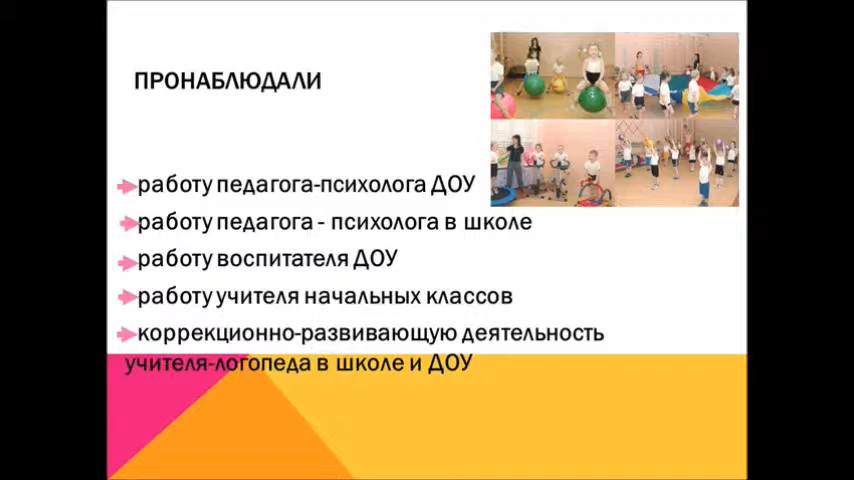 ПРОНАБЛЮДАЛИ
работу педагога-психолога ДОУ
работу педагога - психолога в школе
работу воспитателя ДОУ
работу учителя начальных классов
коррекционно-развивающую деятельность
учителя-логопеда в школе и ДОУ